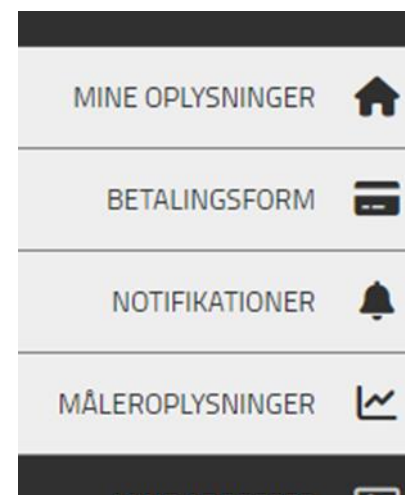 MINE OPLYSNINGER
BETALINGSFORM
NOTIFIKATIONER
MÅLEROPLYSNINGER